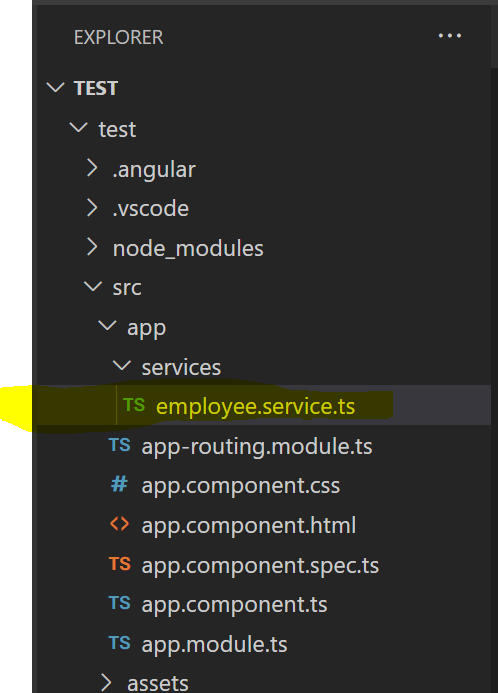 EXPLORER ...
TEST
test
.angular
.vscode
node_modules
src
app
services
TS employee.service.ts
TS app-routing.module.ts
# app.component.css
<> app.component.html
TS app.component.spec.ts
TS app.component.ts
TS app.module.ts
assets